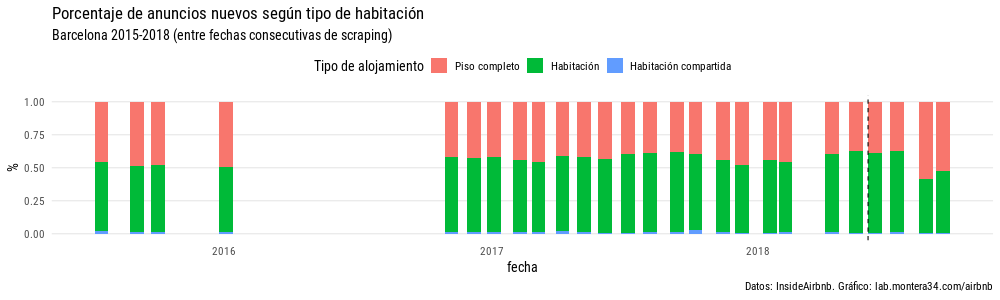 Porcentaje de anuncios nuevos según tipo de habitación
Barcelona 2015-2018 (entre fechas consecutivas de scraping)
Tipo de alojamiento Piso completo Habitación Habitación compartida
1.00
0.75
0.50
0.25
0.00
%
2016 2017 2018
fecha
Datos: InsideAirbnb. Gráfico: lab.montera34.com/airbnb